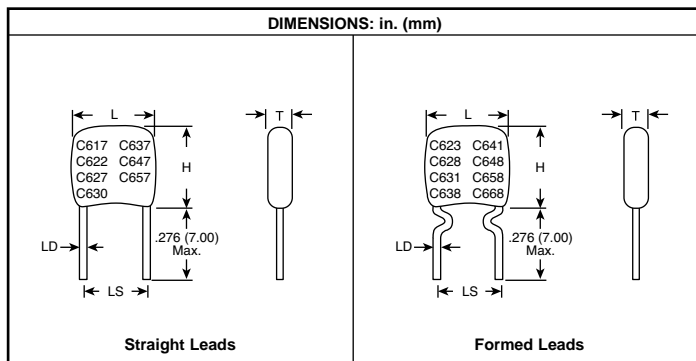 DIMENSIONS: in. (mm)
L
T
C617 C637
C622 C647
C627 C657
C630
H
LD
.276 (7.00)
Max.
LS
Straight Leads
L
T
C623 C641
C628 C648
C631 C658
C638 C668
H
LD
.276 (7.00)
Max.
LS
Formed Leads